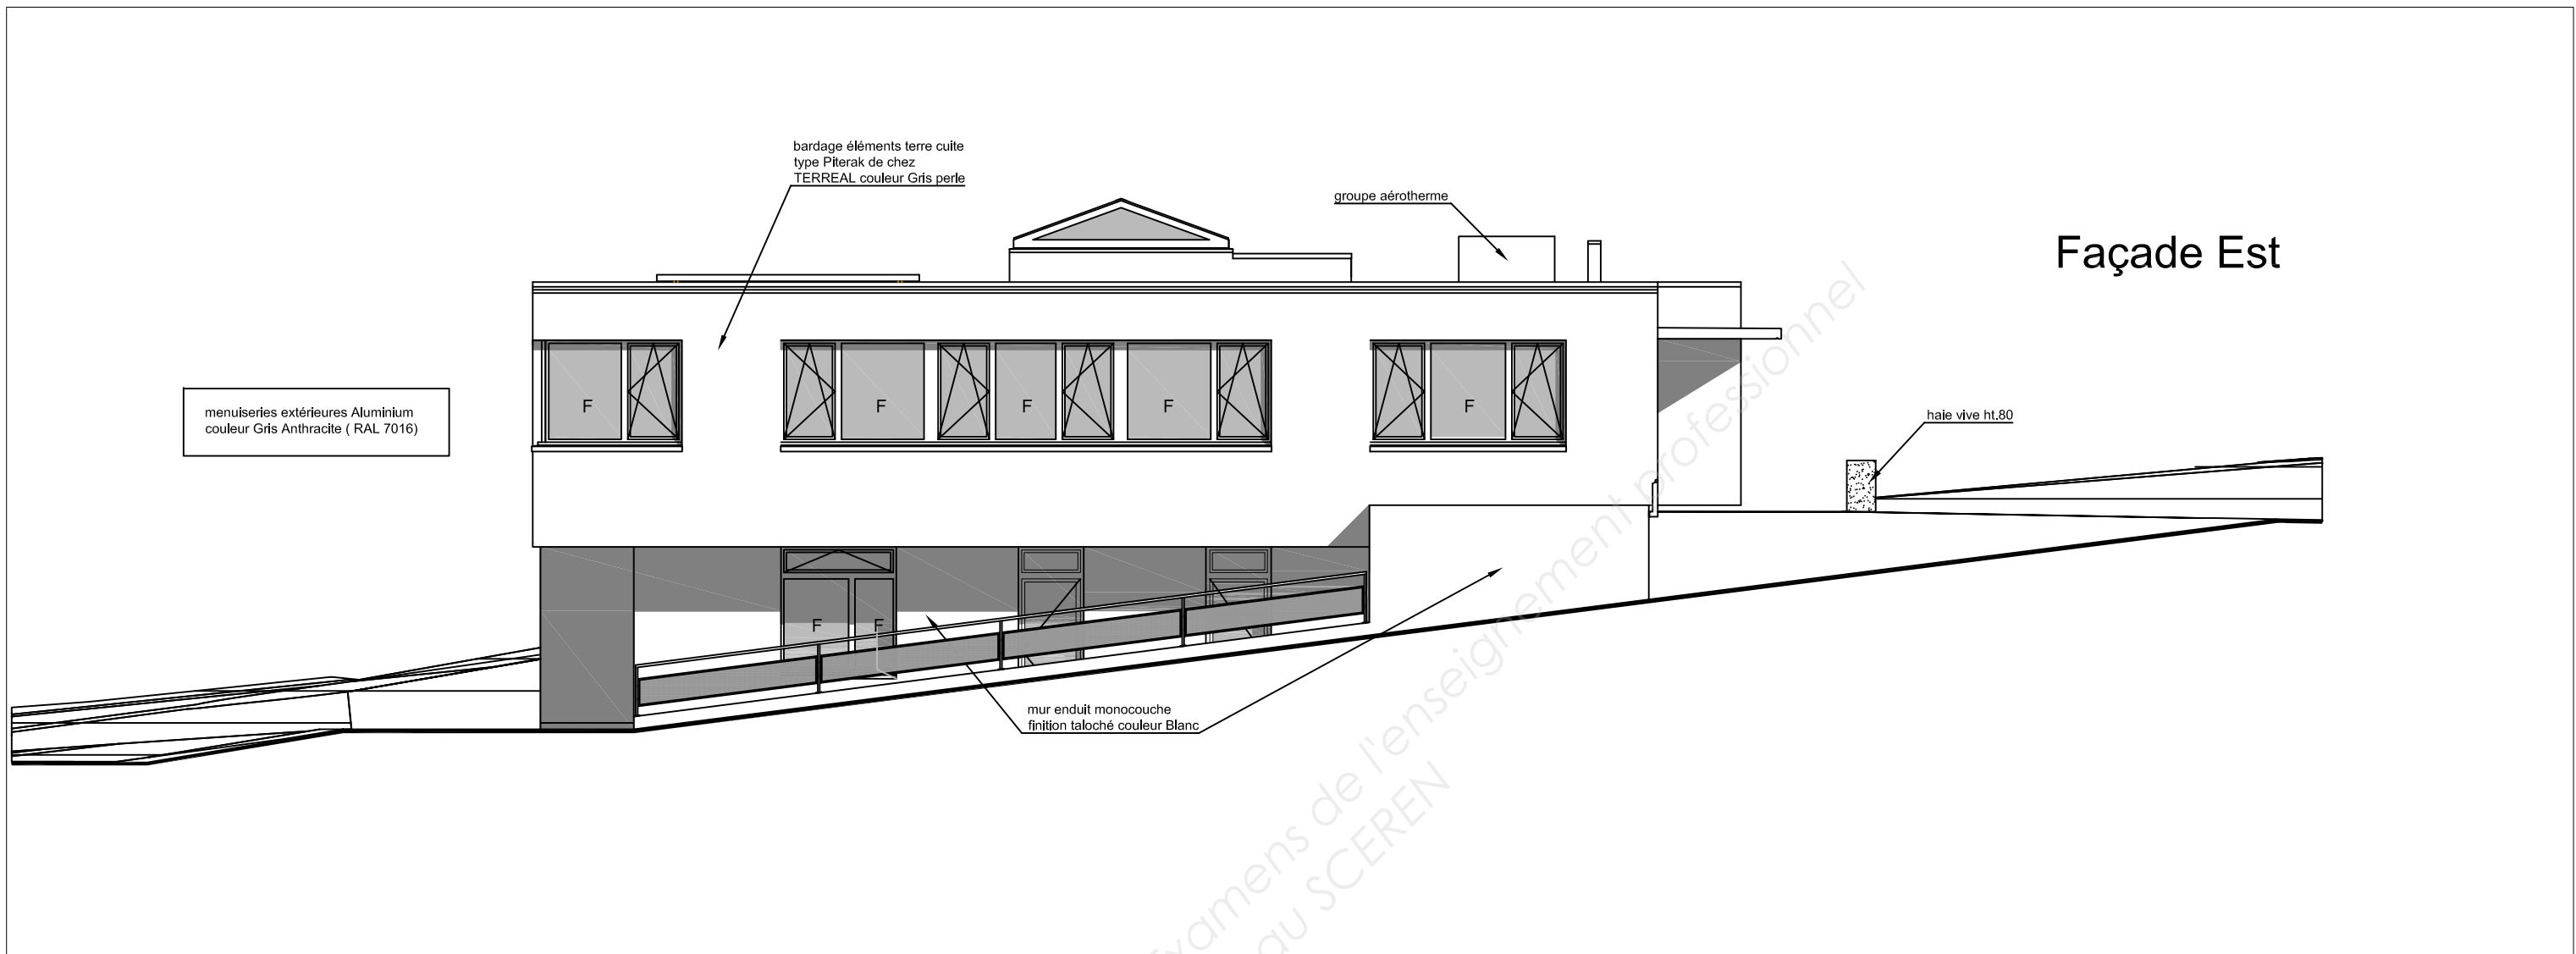 bardage éléments terre cuite
type Piterak de chez
TERREAL couleur Gris perle
groupe aérotherme
Façade Est
menuiseries extérieures Aluminium
couleur Gris Anthracite ( RAL 7016)
F
F
F
F
F
haie vive ht.80
F
F
mur enduit monocouche
finition taloché couleur Blanc
Examens de l'enseignement professionnel
au SCEREN